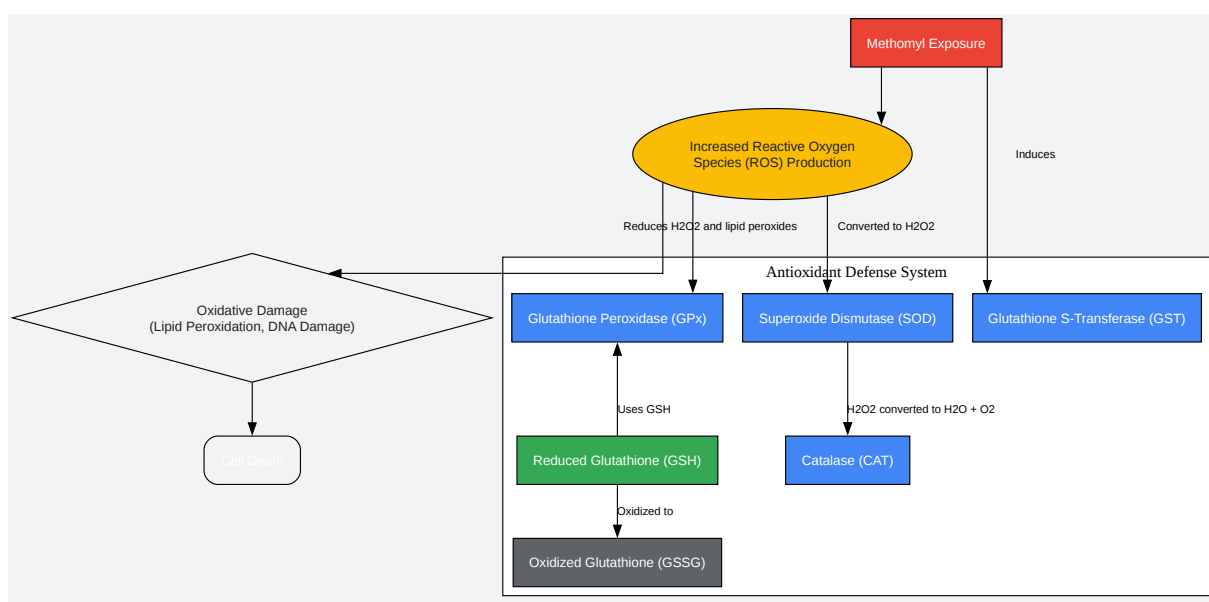 Methomyl Exposure
Increased Reactive Oxygen
Species (ROS) Production
Induces
Reduces H2O2 and lipid peroxides
Converted to H2O2
Antioxidant Defense System
Oxidative Damage
(Lipid Peroxidation, DNA Damage)
Glutathione Peroxidase (GPx)
Superoxide Dismutase (SOD)
Glutathione S-Transferase (GST)
Uses GSH
H2O2 converted to H2O + O2
Cell Death
Reduced Glutathione (GSH)
Catalase (CAT)
Oxidized to
Oxidized Glutathione (GSSG)